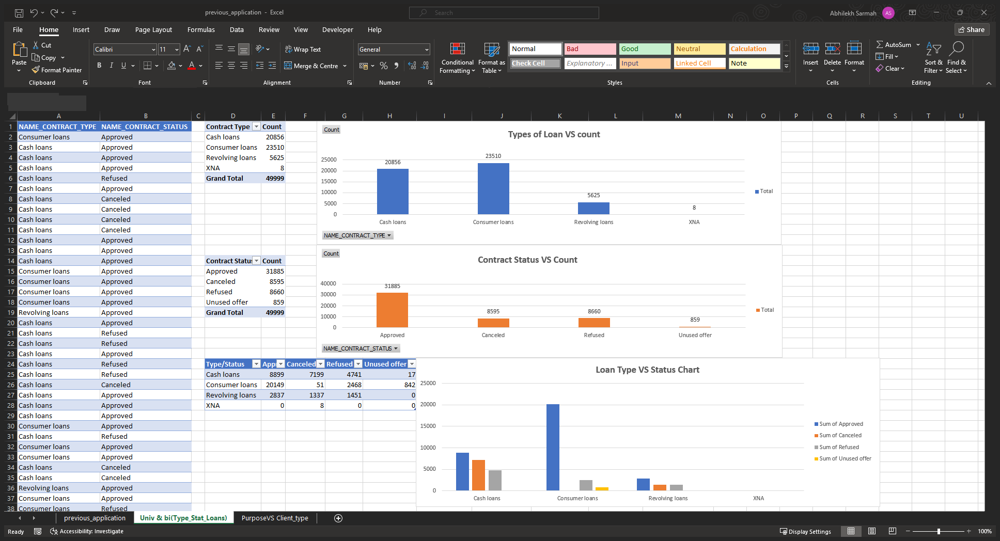 previous_application - Excel
Search
Abhilekh Sarmah
AS
File Home Insert Draw Page Layout Formulas Data Review View Developer Help
Share
Paste
Cut
Copy
Format Painter
Clipboard
Calibri 11
B I U
Font
Wrap Text
Merge & Centre
Alignment
General
Number
Conditional Formatting
Format as Table
Normal Bad Good Neutral Calculation
Check Cell Explanatory ... Input Linked Cell Note
Styles
Insert Delete Format
Cells
AutoSum
Fill
Clear
Sort & Filter
Find & Select
Editing
A B C D E F G H I J K L M N O P Q R S T U
1 NAME_CONTRACT_TYPE NAME_CONTRACT_STATUS
2 Consumer loans Approved
3 Cash loans Approved
4 Cash loans Approved
5 Cash loans Approved
6 Cash loans Refused
7 Cash loans Approved
8 Cash loans Canceled
9 Cash loans Canceled
10 Cash loans Canceled
11 Cash loans Canceled
12 Cash loans Approved
13 Cash loans Approved
14 Cash loans Approved
15 Consumer loans Approved
16 Consumer loans Approved
17 Consumer loans Approved
18 Consumer loans Approved
19 Revolving loans Approved
20 Cash loans Approved
21 Cash loans Refused
22 Cash loans Refused
23 Cash loans Approved
24 Cash loans Refused
25 Cash loans Refused
26 Cash loans Canceled
27 Cash loans Approved
28 Cash loans Approved
29 Cash loans Approved
30 Consumer loans Approved
31 Cash loans Refused
32 Consumer loans Approved
33 Consumer loans Approved
34 Cash loans Canceled
35 Cash loans Canceled
36 Revolving loans Approved
37 Consumer loans Approved
38 Consumer loans Refused
Contract Type Count
Cash loans 20856
Consumer loans 23510
Revolving loans 5625
XNA 8
Grand Total 49999
Contract Status Count
Approved 31885
Canceled 8595
Refused 8660
Unused offer 859
Grand Total 49999
Type/Status App Canceled Refused Unused offer
Cash loans 8899 7199 4741 17
Consumer loans 20149 51 2468 842
Revolving loans 2837 1337 1451 0
XNA 0 8 0 0
Count
Types of Loan VS count
25000
20000
15000
10000
5000
0
20856
23510
5625
8
Cash loans Consumer loans Revolving loans XNA
Total
NAME_CONTRACT_TYPE
Count
Contract Status VS Count
40000
30000
20000
10000
0
31885
8595
8660
859
Approved Canceled Refused Unused offer
Total
NAME_CONTRACT_STATUS
Loan Type VS Status Chart
25000
20000
15000
10000
5000
0
Cash loans Consumer loans Revolving loans XNA
Sum of Approved
Sum of Canceled
Sum of Refused
Sum of Unused offer
previous_application Univ & bi(Type_Stat_Loans) PurposeVS Client_type
Ready
Accessibility: Investigate
Display Settings
100%